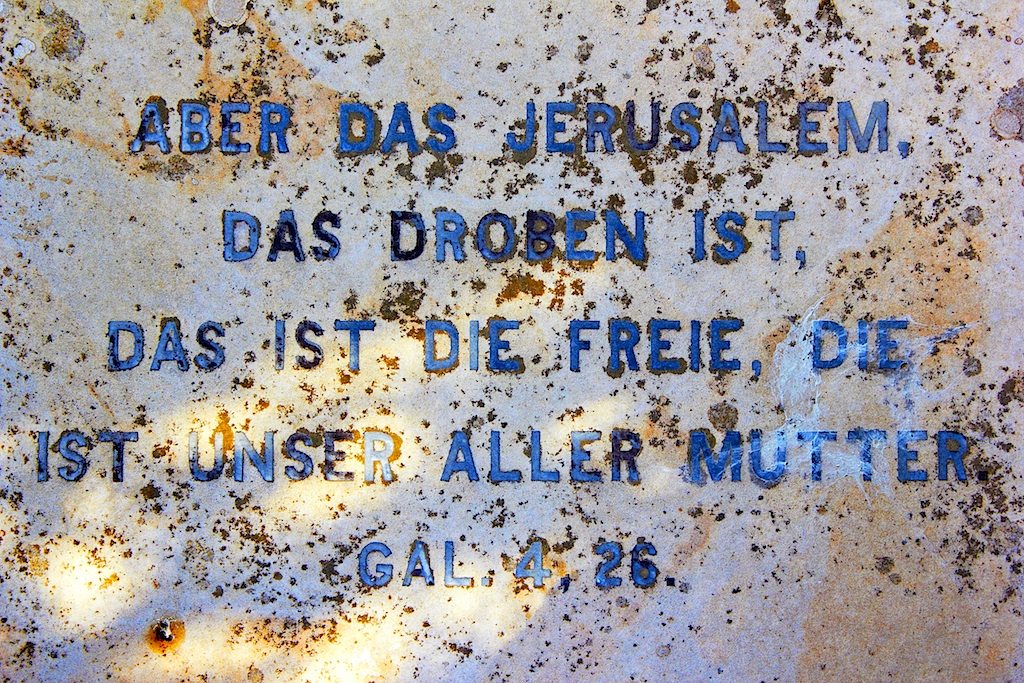 ABER DAS JERUSALEM,
DAS DROBEN IST,
DAS IST DIE FREIE, DIE
IST UNSER ALLER MUTTER.
GAL. 4, 26.